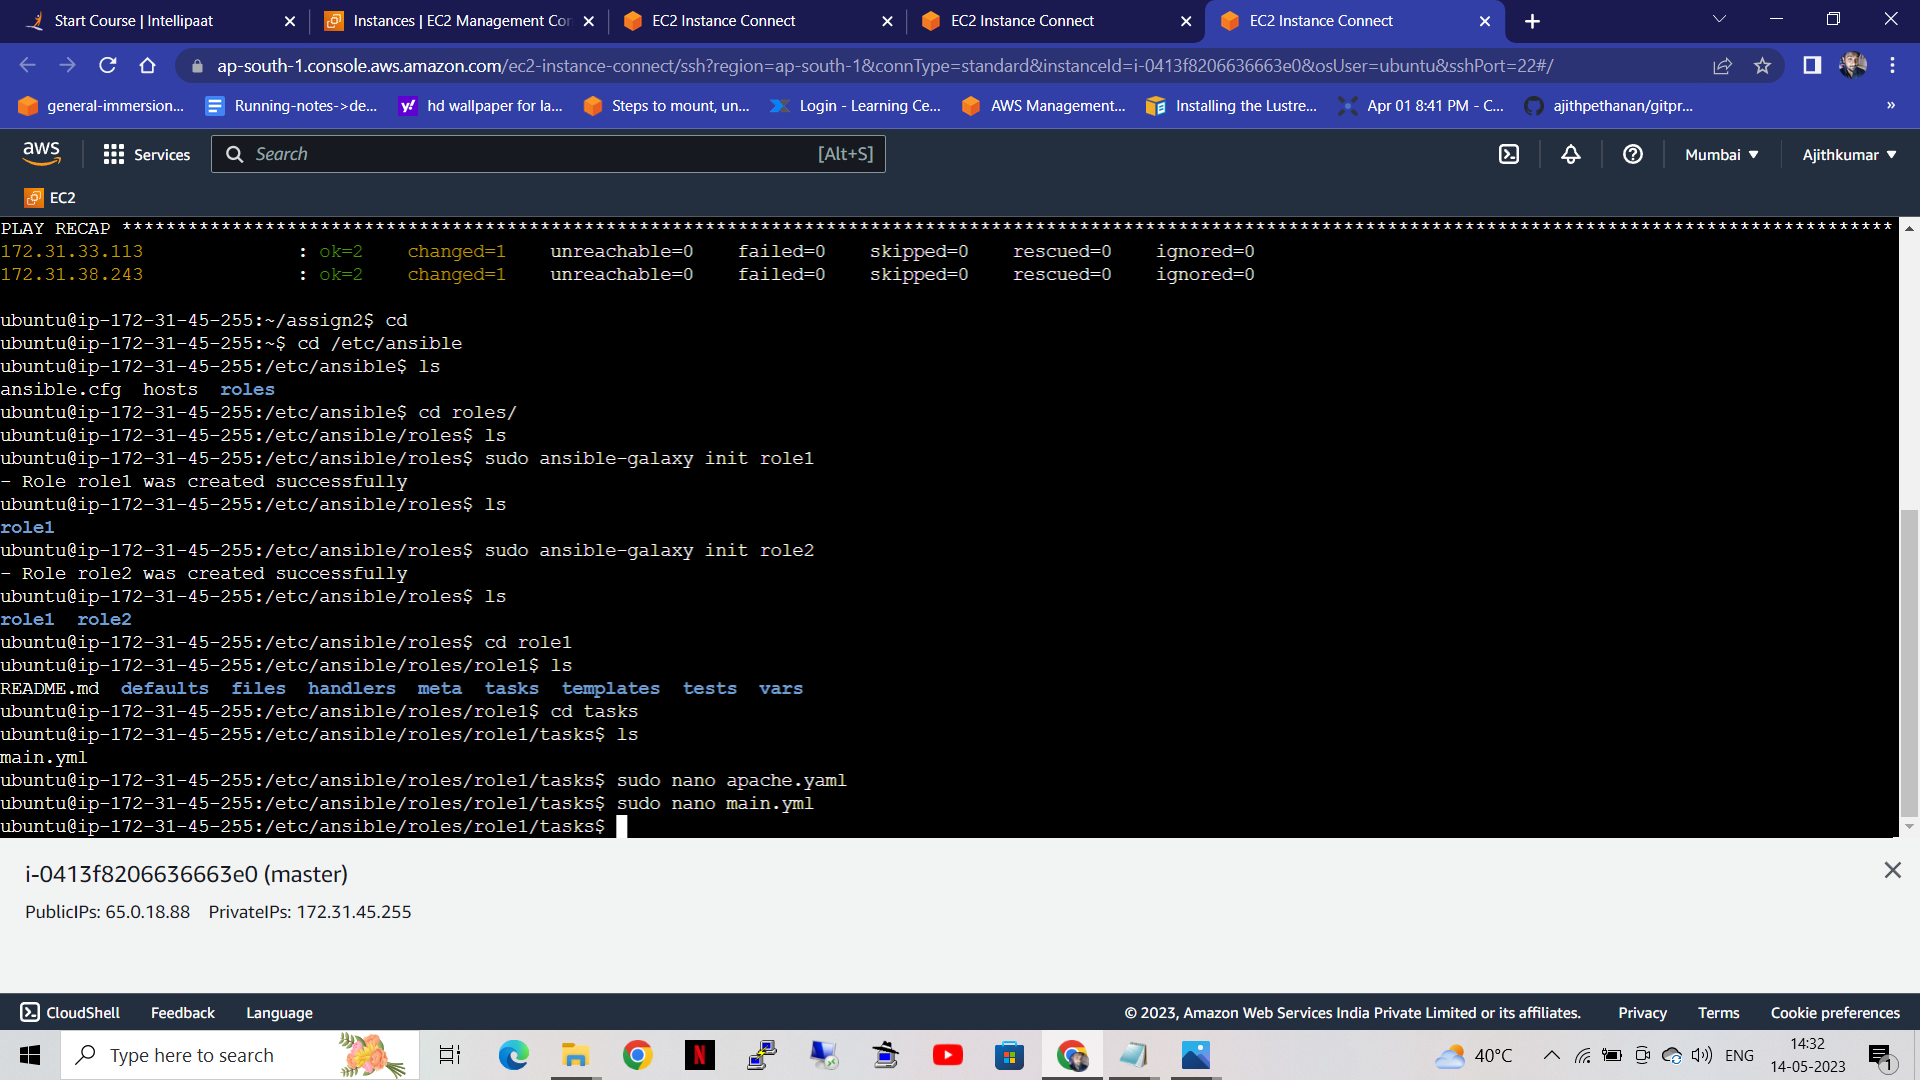 Start Course | Intellipaat
Instances | EC2 Management Con
EC2 Instance Connect
EC2 Instance Connect
EC2 Instance Connect
ap-south-1.console.aws.amazon.com/ec2-instance-connect/ssh?region=ap-south-1&connType=standard&instanceId=i-0413f8206636663e0&osUser=ubuntu&sshPort=22#/
general-immersion...
Running-notes->de...
hd wallpaper for la...
Steps to mount, un...
Login - Learning Ce...
AWS Management...
Installing the Lustre...
Apr 01 8:41 PM - C...
ajithpethanan/gitpr...
»
aws
Services
Search
[Alt+S]
Mumbai
Ajithkumar
EC2
PLAY RECAP *******************************************************************************************************************************************************************
172.31.33.113 : ok=2 changed=1 unreachable=0 failed=0 skipped=0 rescued=0 ignored=0
172.31.38.243 : ok=2 changed=1 unreachable=0 failed=0 skipped=0 rescued=0 ignored=0
ubuntu@ip-172-31-45-255:~/assign2$ cd
ubuntu@ip-172-31-45-255:~$ cd /etc/ansible
ubuntu@ip-172-31-45-255:/etc/ansible$ ls
ansible.cfg hosts roles
ubuntu@ip-172-31-45-255:/etc/ansible$ cd roles/
ubuntu@ip-172-31-45-255:/etc/ansible/roles$ ls
ubuntu@ip-172-31-45-255:/etc/ansible/roles$ sudo ansible-galaxy init role1
- Role role1 was created successfully
ubuntu@ip-172-31-45-255:/etc/ansible/roles$ ls
role1
ubuntu@ip-172-31-45-255:/etc/ansible/roles$ sudo ansible-galaxy init role2
- Role role2 was created successfully
ubuntu@ip-172-31-45-255:/etc/ansible/roles$ ls
role1 role2
ubuntu@ip-172-31-45-255:/etc/ansible/roles$ cd role1
ubuntu@ip-172-31-45-255:/etc/ansible/roles/role1$ ls
README.md defaults files handlers meta tasks templates tests vars
ubuntu@ip-172-31-45-255:/etc/ansible/roles/role1$ cd tasks
ubuntu@ip-172-31-45-255:/etc/ansible/roles/role1/tasks$ ls
main.yml
ubuntu@ip-172-31-45-255:/etc/ansible/roles/role1/tasks$ sudo nano apache.yaml
ubuntu@ip-172-31-45-255:/etc/ansible/roles/role1/tasks$ sudo nano main.yml
ubuntu@ip-172-31-45-255:/etc/ansible/roles/role1/tasks$
i-0413f8206636663e0 (master)
PublicIPs: 65.0.18.88 PrivateIPs: 172.31.45.255
CloudShell
Feedback
Language
© 2023, Amazon Web Services India Private Limited or its affiliates.
Privacy
Terms
Cookie preferences
Type here to search
N
40°C
ENG
14:32
14-05-2023
1